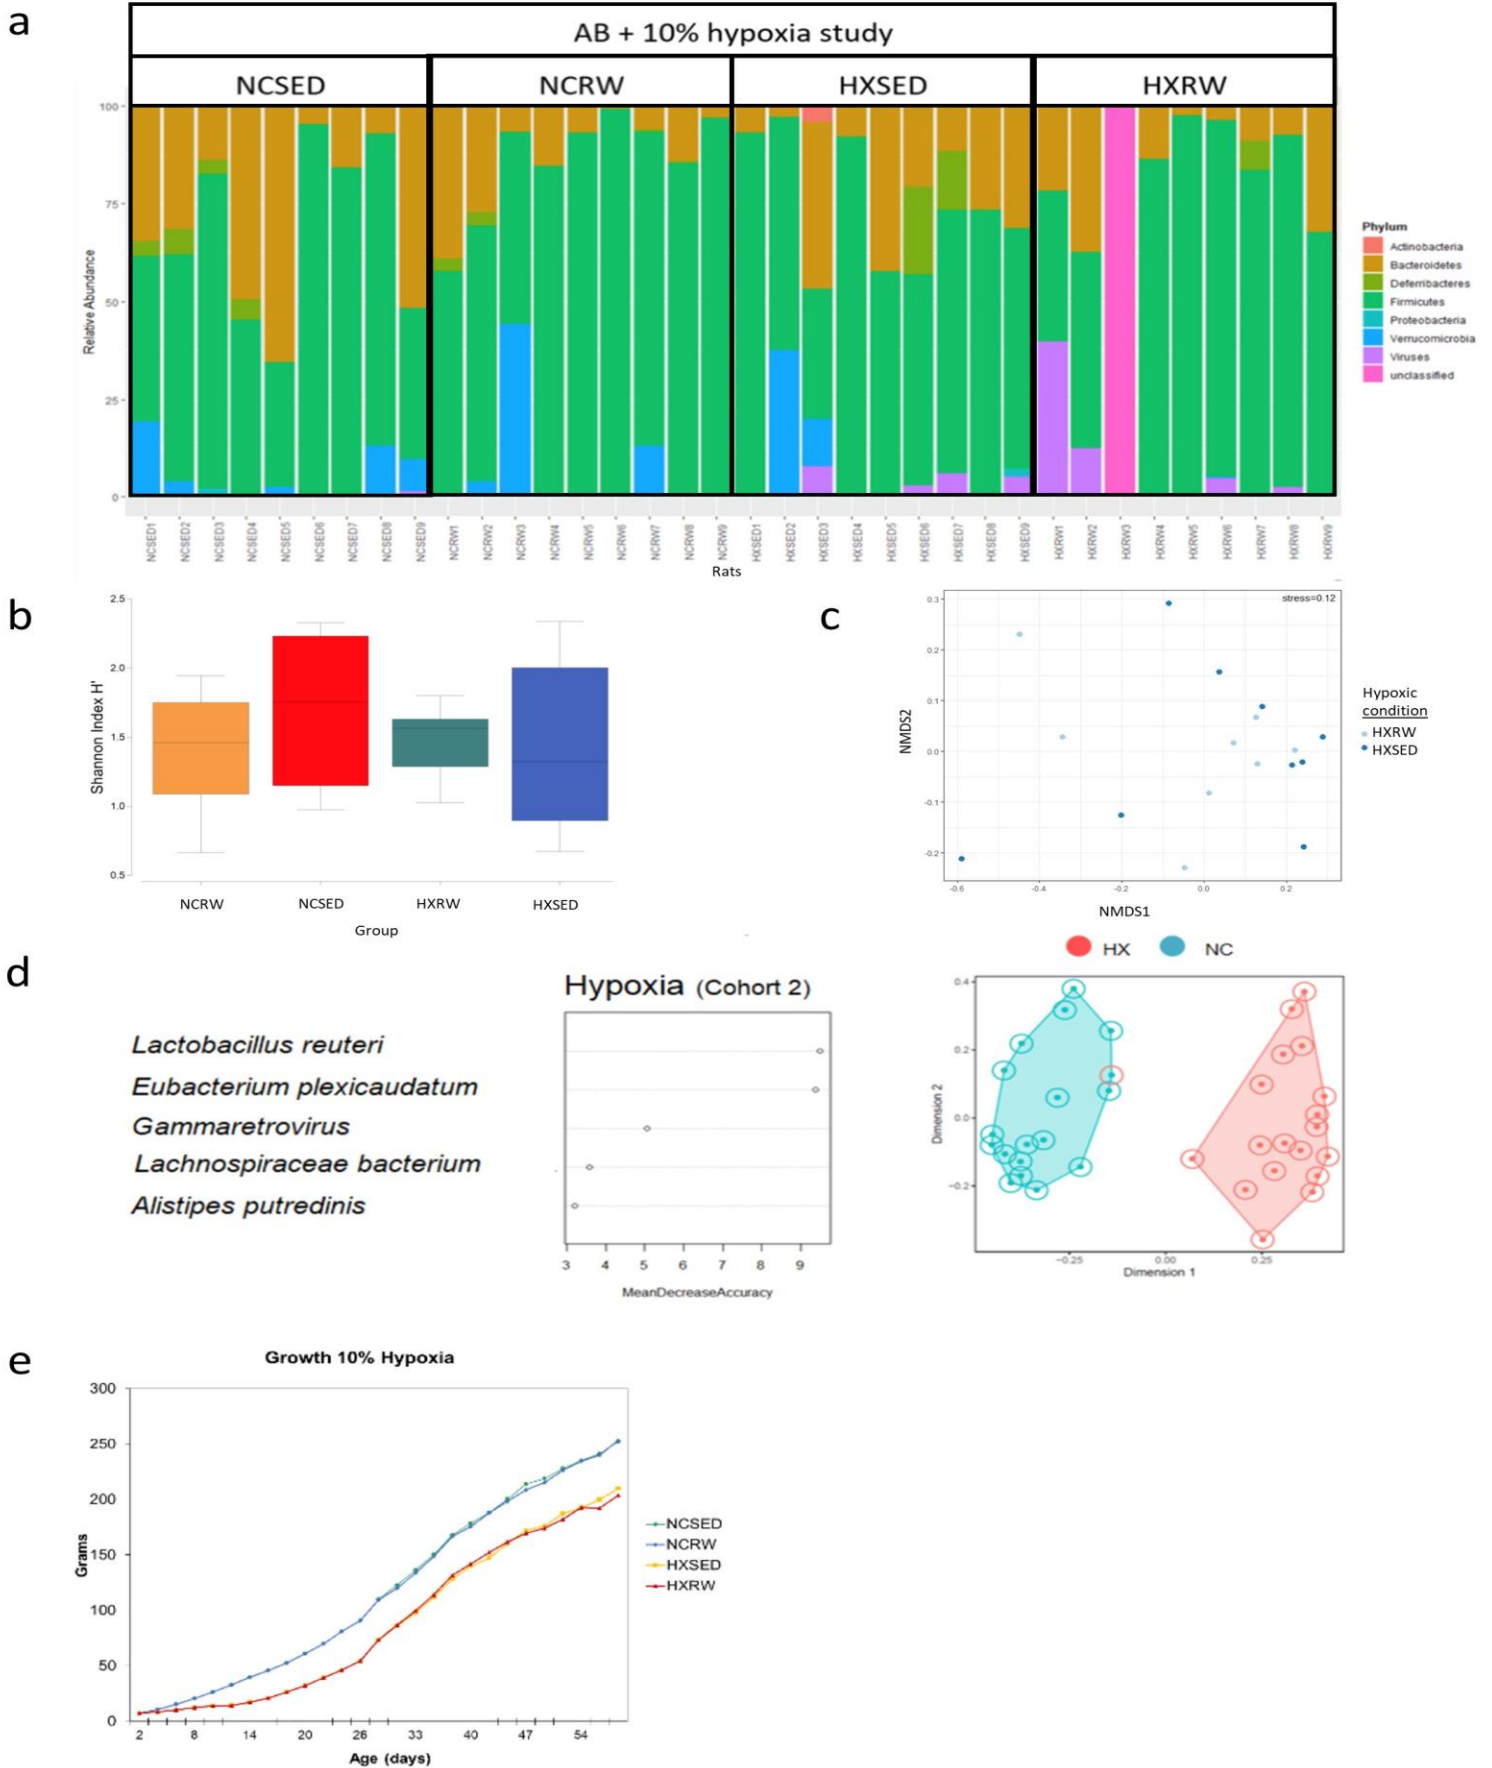 a
AB + 10% hypoxia study
NCSED NCRW HXSED HXRW
100
75
50
25
0
Relative Abundance
NCSED1 NCSED2 NCSED3 NCSED4 NCSED5 NCSED6 NCSED7 NCSED8 NCSED9 NCRW1 NCRW2 NCRW3 NCRW4 NCRW5 NCRW6 NCRW7 NCRW8 NCRW9 HXSED1 HXSED2 HXSED3 HXSED4 HXSED5 HXSED6 HXSED7 HXSED8 HXSED9 HXRW1 HXRW2 HXRW3 HXRW4 HXRW5 HXRW6 HXRW7 HXRW8 HXRW9
Rats
Phylum
Actinobacteria
Bacteroidetes
Deferribacteres
Firmicutes
Proteobacteria
Verrucomicrobia
Viruses
unclassified
b
2.5
2.0
1.5
1.0
0.5
Shannon Index H'
NCRW NCSED HXRW HXSED
Group
c
stress=0.12
0.3
0.2
0.1
0.0
-0.1
-0.2
NMDS2
-0.6 -0.4 -0.2 0.0 0.2
NMDS1
Hypoxic
condition
HXRW
HXSED
d
Hypoxia (Cohort 2)
Lactobacillus reuteri
Eubacterium plexicaudatum
Gammaretrovirus
Lachnospiraceae bacterium
Alistipes putredinis
3 4 5 6 7 8 9
MeanDecreaseAccuracy
HX NC
0.4
0.2
0.0
-0.2
Dimension 2
-0.25 0.00 0.25
Dimension 1
e
Growth 10% Hypoxia
300
250
200
150
100
50
0
Grams
2 8 14 20 26 33 40 47 54
Age (days)
NCSED
NCRW
HXSED
HXRW